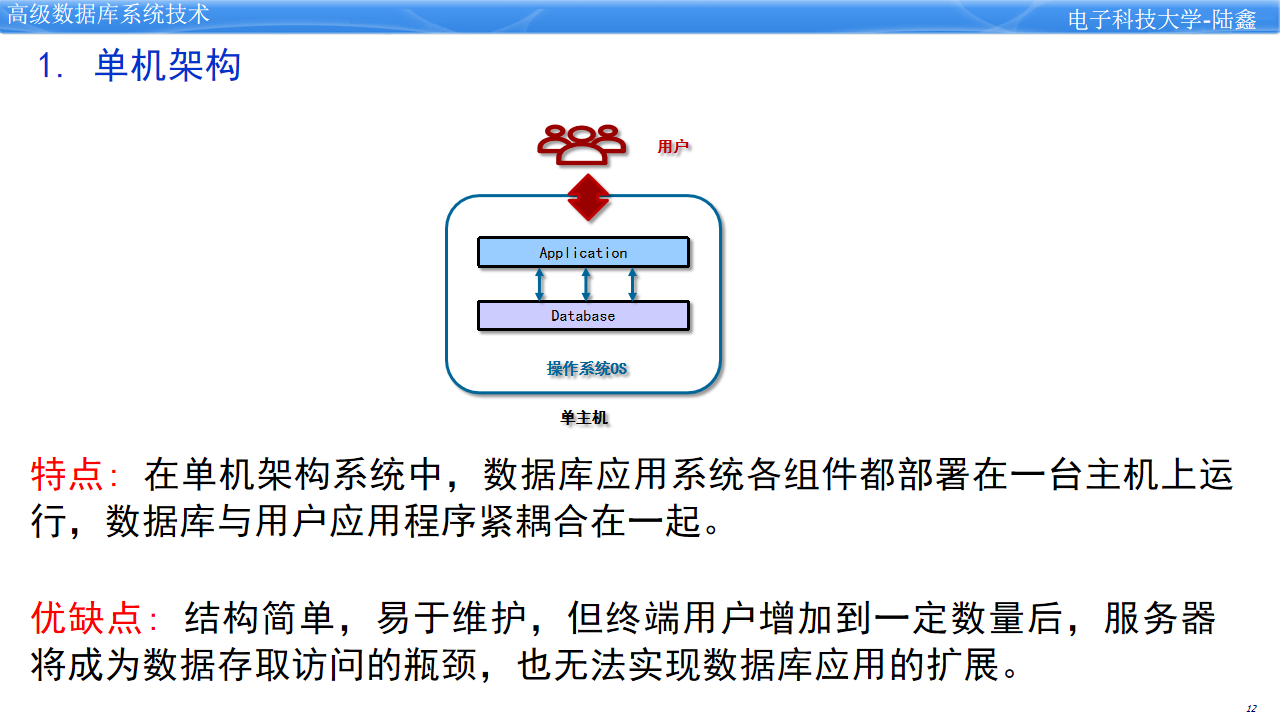 高级数据库系统技术
电子科技大学-陆鑫
1. 单机架构
用户
Application
Database
操作系统OS
单主机
特点: 在单机架构系统中，数据库应用系统各组件都部署在一台主机上运
行，数据库与用户应用程序紧耦合在一起。
优缺点: 结构简单，易于维护，但终端用户增加到一定数量后，服务器
将成为数据存取访问的瓶颈，也无法实现数据库应用的扩展。
12